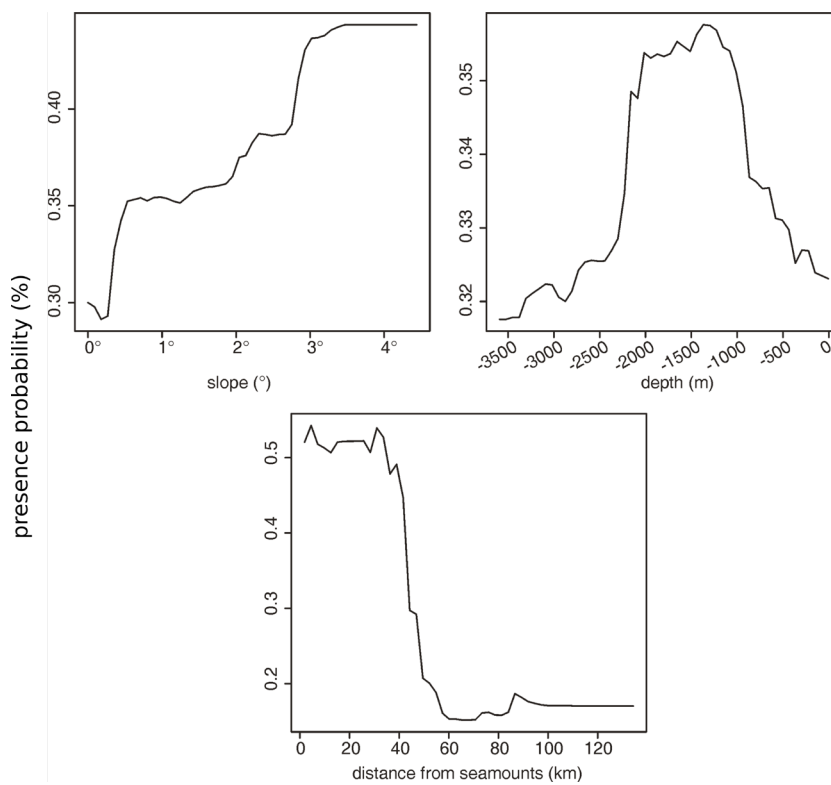 presence probability (%)
0.40
0.35
0.30
0° 1° 2° 3° 4°
slope (°)
0.35
0.34
0.33
0.32
-3500 -3000 -2500 -2000 -1500 -1000 -500 0
depth (m)
0.5
0.4
0.3
0.2
0 20 40 60 80 100 120
distance from seamounts (km)